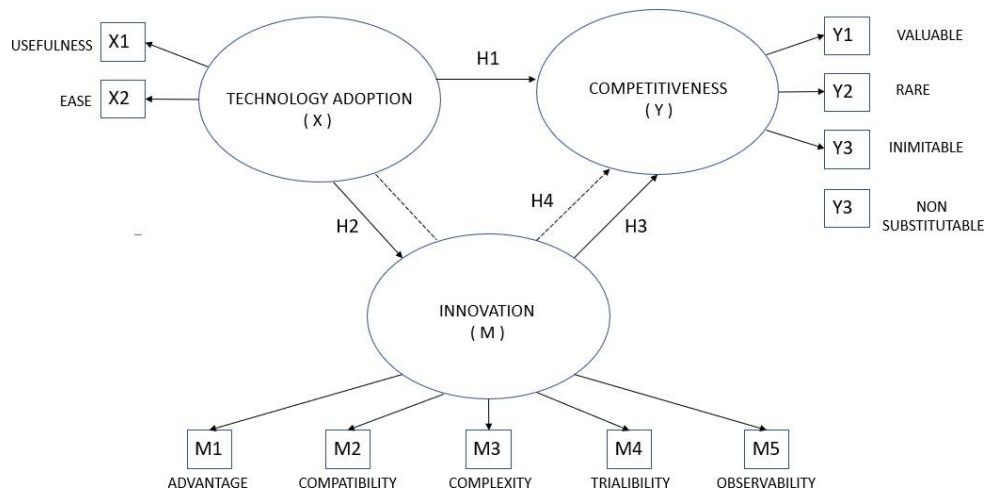 USEFULNESS
X1
EASE
X2
TECHNOLOGY ADOPTION
( X )
H1
COMPETITIVENESS
( Y )
Y1
VALUABLE
Y2
RARE
Y3
INIMITABLE
Y3
NON
SUBSTITUTABLE
H2
H4
H3
INNOVATION
( M )
M1
M2
M3
M4
M5
ADVANTAGE
COMPATIBILITY
COMPLEXITY
TRIALIBILITY
OBSERVABILITY